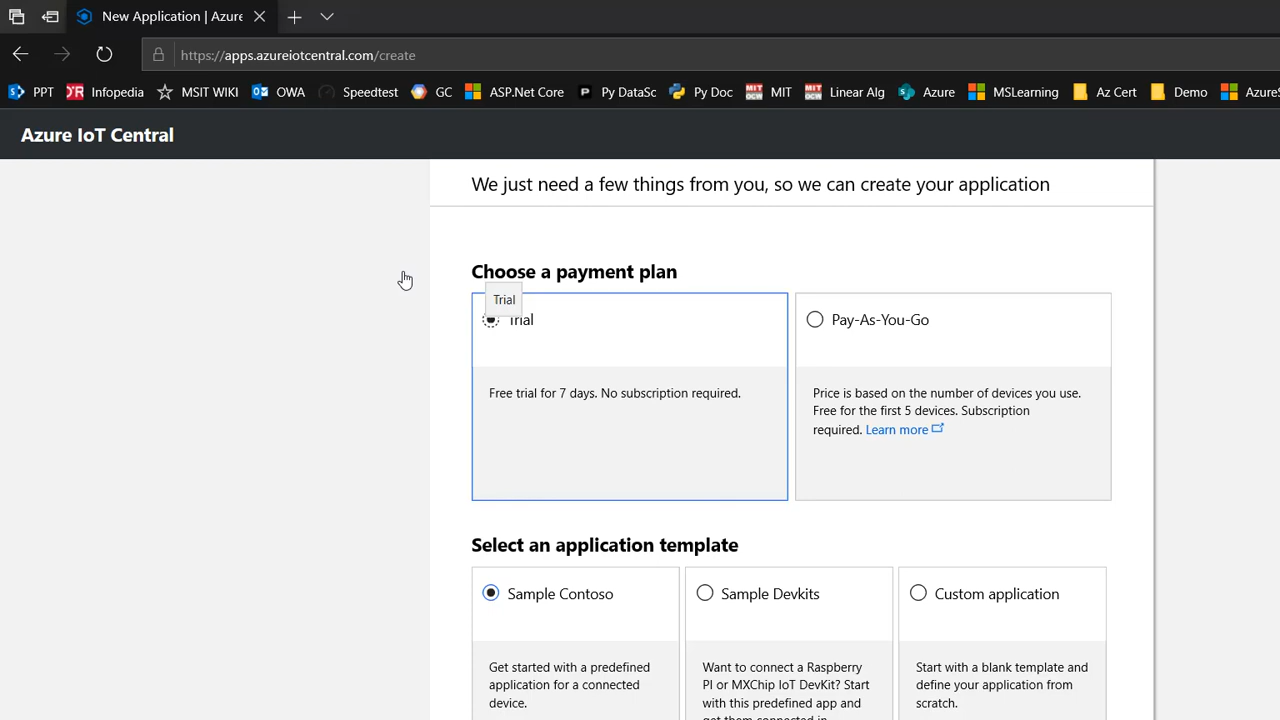 New Application | Azure
https://apps.azureiotcentral.com/create
PPT Infopedia MSIT WIKI OWA Speedtest GC ASP.Net Core Py DataSc Py Doc MIT Linear Alg Azure MSLearning Az Cert Demo AzureS
Azure IoT Central
We just need a few things from you, so we can create your application
Choose a payment plan
Trial
Trial
Pay-As-You-Go
Free trial for 7 days. No subscription required.
Price is based on the number of devices you use.
Free for the first 5 devices. Subscription
required. Learn more
Select an application template
Sample Contoso
Get started with a predefined
application for a connected
device.
Sample Devkits
Want to connect a Raspberry
PI or MXChip IoT DevKit? Start
with this predefined app and
get them connected in
Custom application
Start with a blank template and
define your application from
scratch.